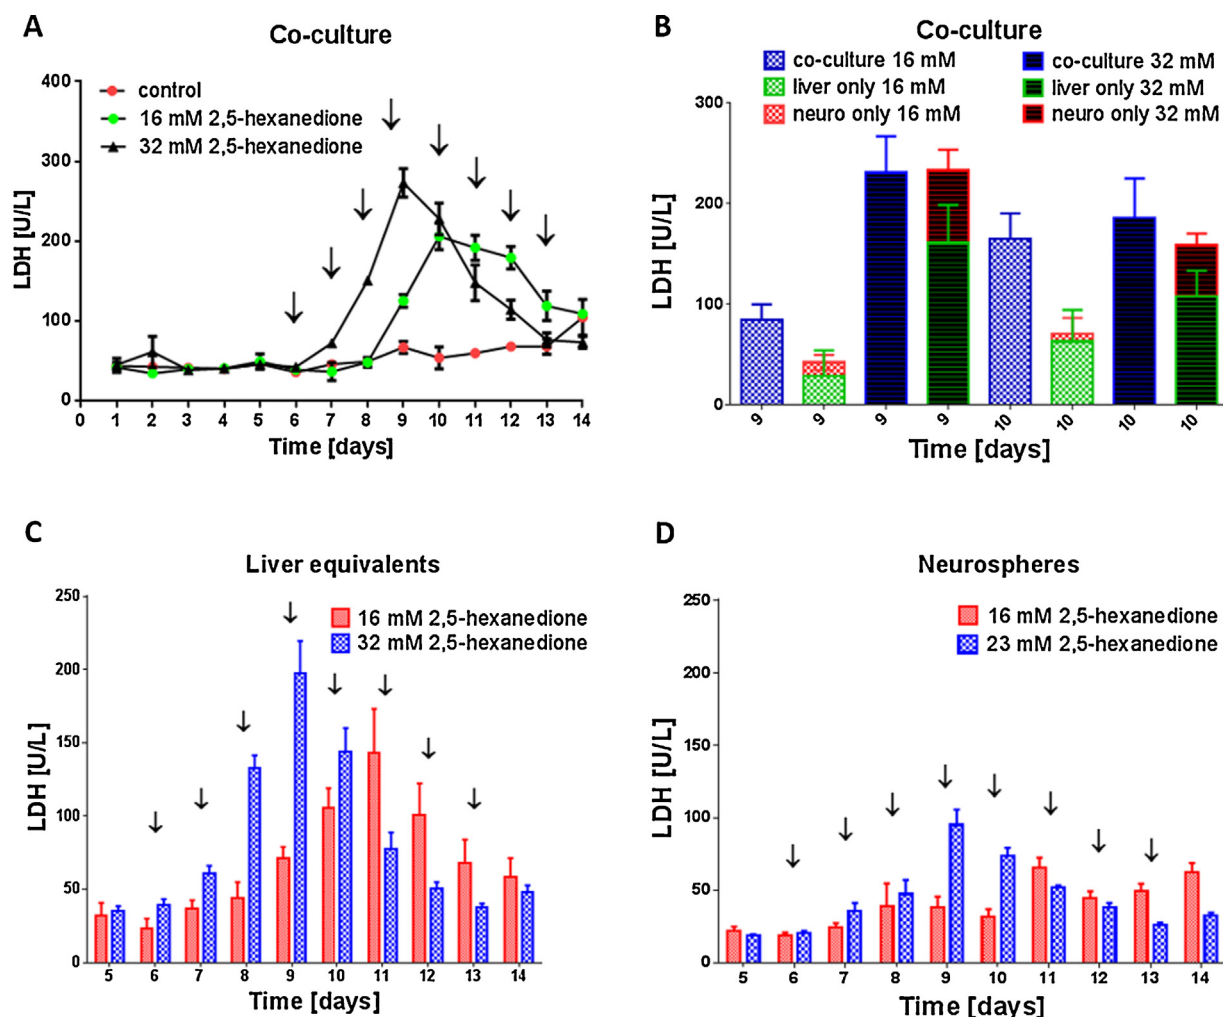 A
Co-culture
LDH [U/L]
400
300
200
100
0
control
16 mM 2,5-hexanedione
32 mM 2,5-hexanedione
0 1 2 3 4 5 6 7 8 9 10 11 12 13 14
Time [days]
B
Co-culture
co-culture 16 mM
liver only 16 mM
neuro only 16 mM
co-culture 32 mM
liver only 32 mM
neuro only 32 mM
LDH [U/L]
300
200
100
0
9 9 9 9 10 10 10 10
Time [days]
C
Liver equivalents
16 mM 2,5-hexanedione
32 mM 2,5-hexanedione
LDH [U/L]
250
200
150
100
50
0
5 6 7 8 9 10 11 12 13 14
Time [days]
D
Neurospheres
16 mM 2,5-hexanedione
23 mM 2,5-hexanedione
LDH [U/L]
250
200
150
100
50
0
5 6 7 8 9 10 11 12 13 14
Time [days]